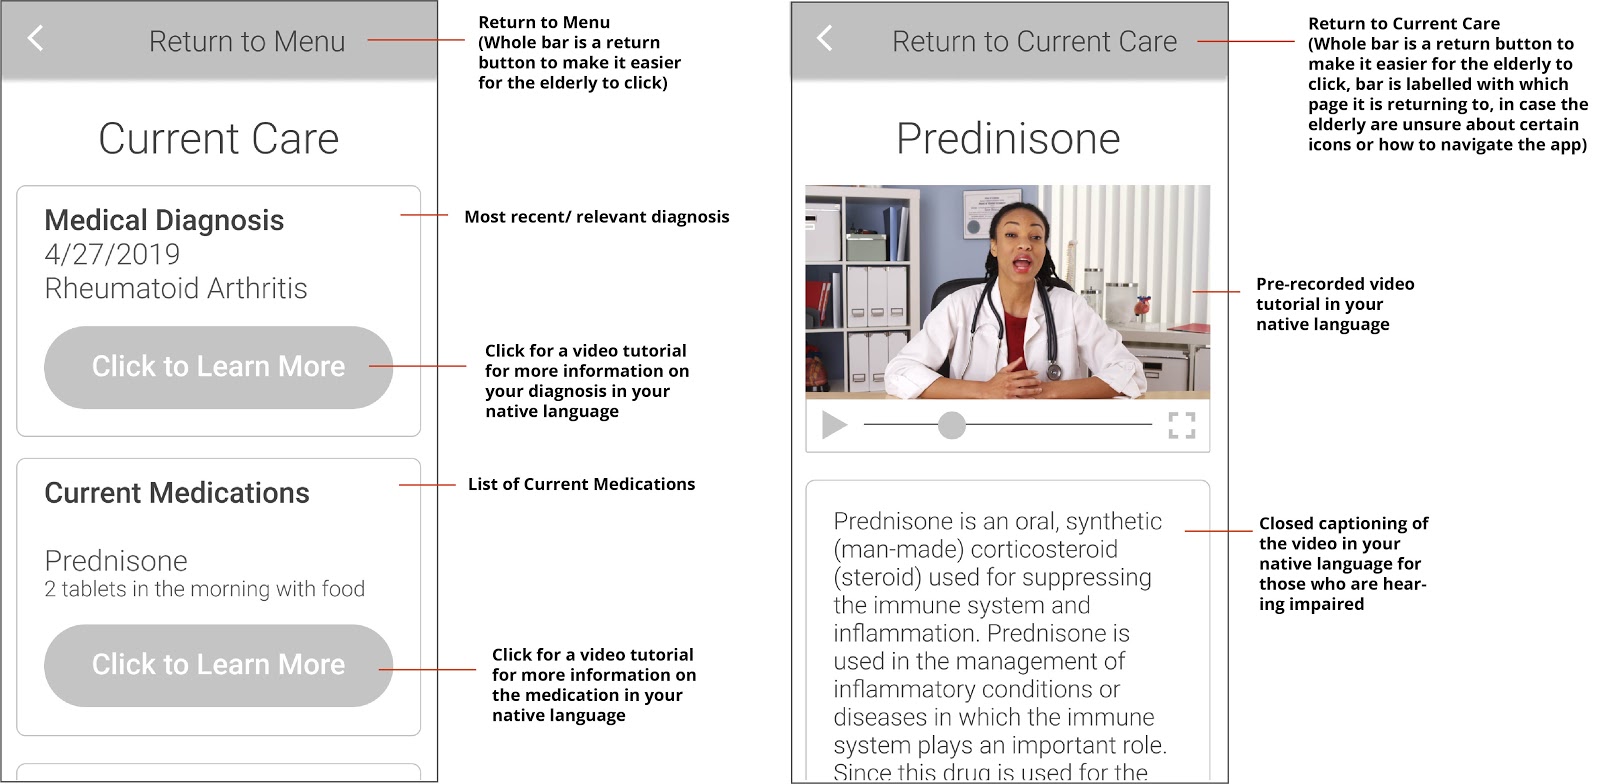 Return to Menu
Return to Menu
(Whole bar is a return
button to make it easier
for the elderly to click)
Current Care
Medical Diagnosis
4/27/2019
Rheumatoid Arthritis
Most recent/ relevant diagnosis
Click to Learn More
Click for a video tutorial
for more information on
your diagnosis in your
native language
Current Medications
List of Current Medications
Prednisone
2 tablets in the morning with food
Click to Learn More
Click for a video tutorial
for more information on
the medication in your
native language
Return to Current Care
Return to Current Care
(Whole bar is a return button to
make it easier for the elderly to
click, bar is labelled with which
page it is returning to, in case the
elderly are unsure about certain
icons or how to navigate the app)
Predinisone
Pre-recorded video
tutorial in your
native language
Prednisone is an oral, synthetic
(man-made) corticosteroid
(steroid) used for suppressing
the immune system and
inflammation. Prednisone is
used in the management of
inflammatory conditions or
diseases in which the immune
system plays an important role.
Since this drug is used for the
Closed captioning of
the video in your
native language for
those who are hear-
ing impaired